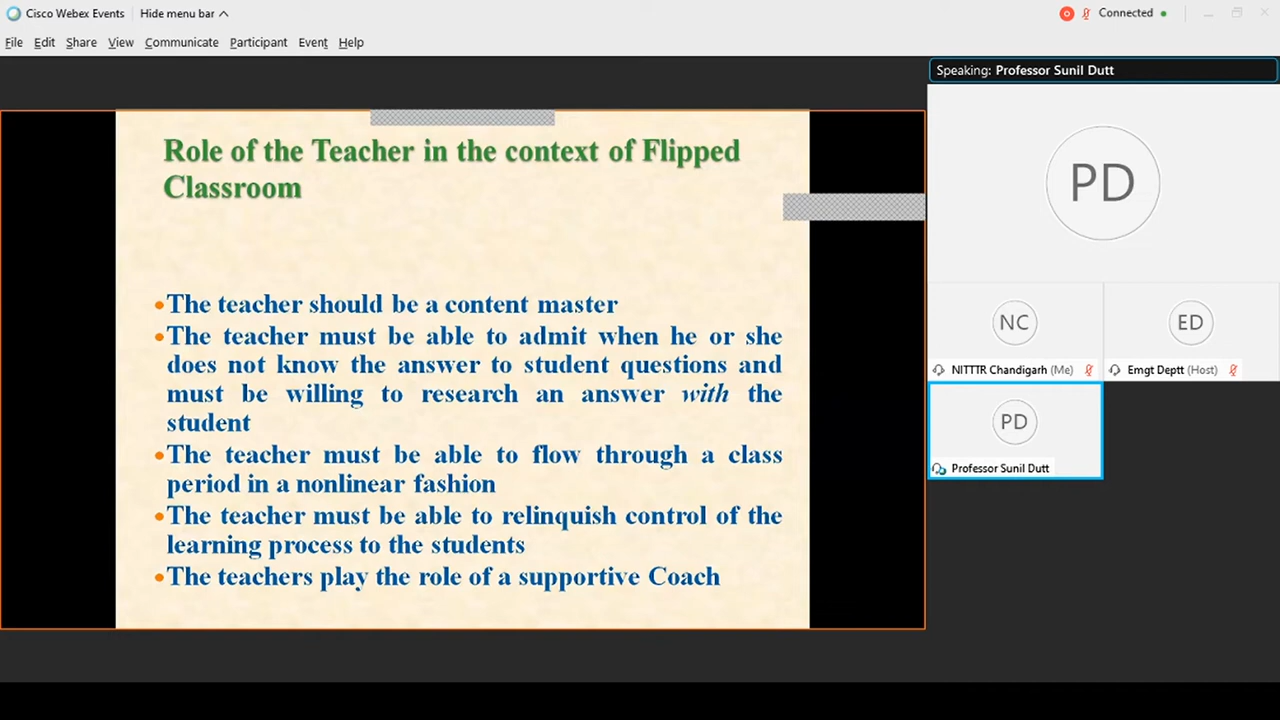 Cisco Webex Events Hide menu bar Connected
File Edit Share View Communicate Participant Event Help
Speaking: Professor Sunil Dutt
PD
NC
NITTTR Chandigarh (Me)
ED
Emgt Deptt (Host)
PD
Professor Sunil Dutt
Role of the Teacher in the context of Flipped
Classroom
•The teacher should be a content master
•The teacher must be able to admit when he or she
does not know the answer to student questions and
must be willing to research an answer with the
student
•The teacher must be able to flow through a class
period in a nonlinear fashion
•The teacher must be able to relinquish control of the
learning process to the students
•The teachers play the role of a supportive Coach